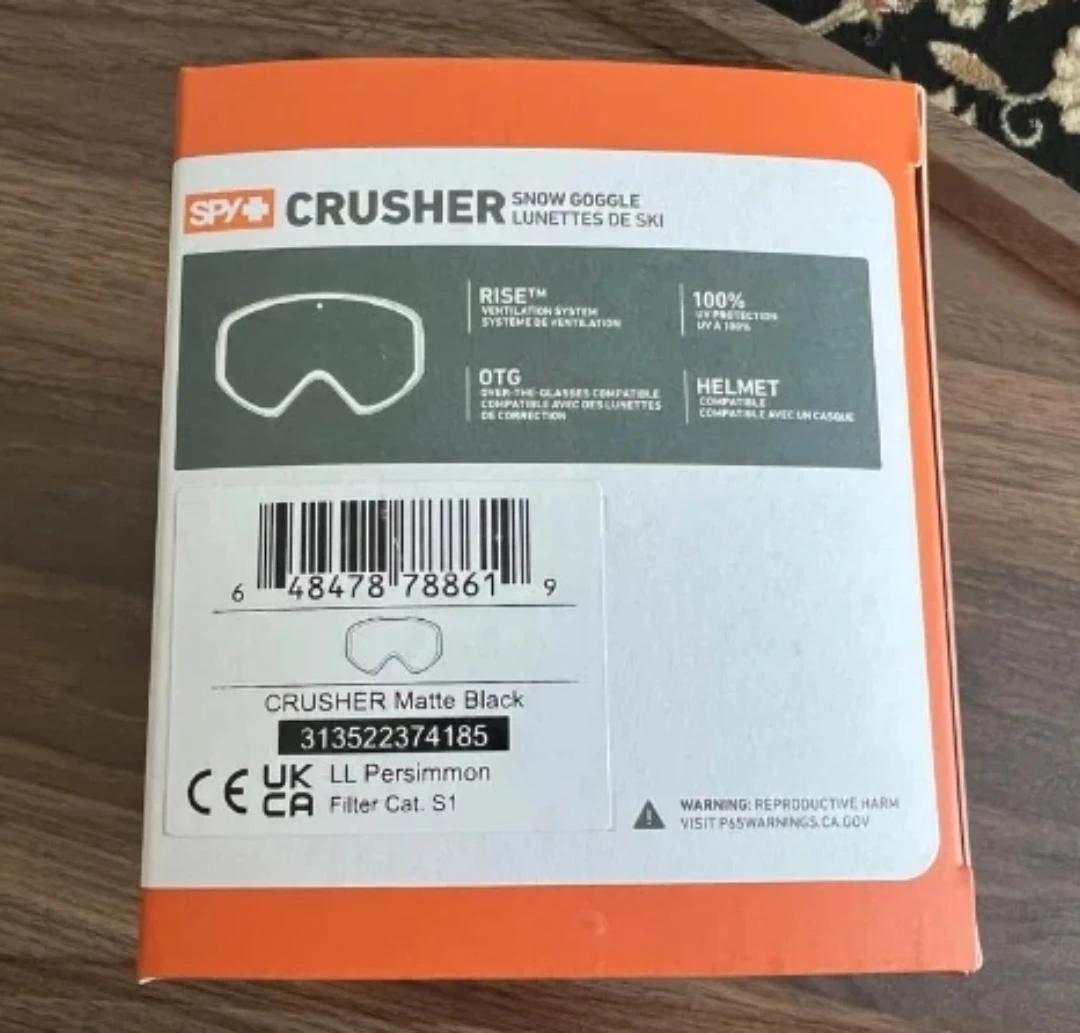 SPY+ CRUSHER SNOW GOGGLE
LUNETTES DE SKI
RISE™
VENTILATION SYSTEM
SYSTÈME DE VENTILATION
100%
UV PROTECTION
UV À 100%
OTG
OVER-THE-GLASSES COMPATIBLE
COMPATIBLE AVEC DES LUNETTES
DE CORRECTION
HELMET
COMPATIBLE
COMPATIBLE AVEC UN CASQUE
6 48478 78861 9
CRUSHER Matte Black
313522374185
CE UKCA LL Persimmon
Filter Cat. S1
WARNING: REPRODUCTIVE HARM
VISIT P65WARNINGS.CA.GOV